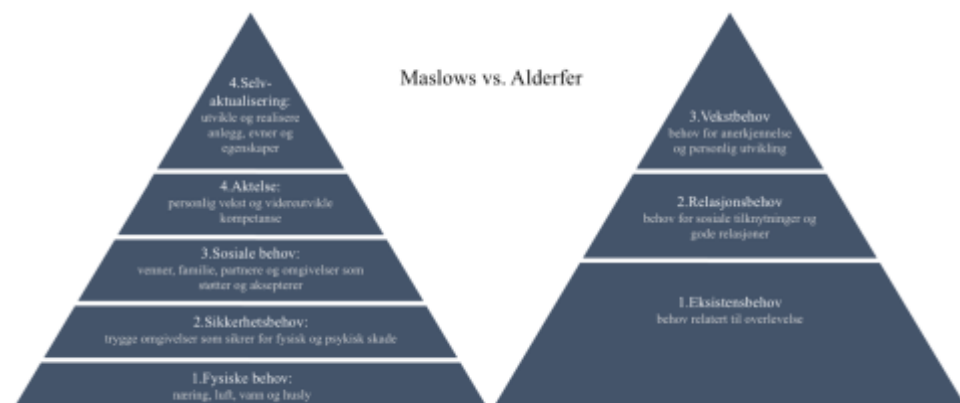 Maslows vs. Alderfer
4.Selv-
aktualisering:
utvikle og realisere
anlegg, evner og
egenskaper
4.Aktelse:
personlig vekst og videreutvikle
kompetanse
3.Sosiale behov:
venner, familie, partnere og omgivelser som
støtter og aksepterer
2.Sikkerhetsbehov:
trygge omgivelser som sikrer for fysisk og psykisk skade
1.Fysiske behov:
næring, luft, vann og husly
3.Vekstbehov
behov for anerkjennelse
og personlig utvikling
2.Relasjonsbehov
behov for sosiale tilknytninger og
gode relasjoner
1.Eksistensbehov
behov relatert til overlevelse